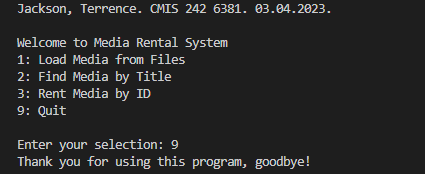 Jackson, Terrence. CMIS 242 6381. 03.04.2023.
Welcome to Media Rental System
1: Load Media from Files
2: Find Media by Title
3: Rent Media by ID
9: Quit
Enter your selection: 9
Thank you for using this program, goodbye!